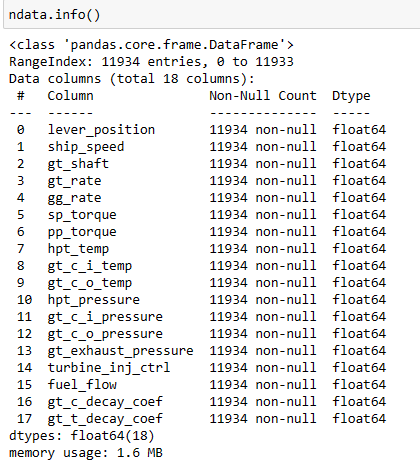 ndata.info()
<class 'pandas.core.frame.DataFrame'>
RangeIndex: 11934 entries, 0 to 11933
Data columns (total 18 columns):
 #   Column               Non-Null Count  Dtype
---  ------               --------------  -----
 0   lever_position       11934 non-null  float64
 1   ship_speed           11934 non-null  float64
 2   gt_shaft             11934 non-null  float64
 3   gt_rate              11934 non-null  float64
 4   gg_rate              11934 non-null  float64
 5   sp_torque            11934 non-null  float64
 6   pp_torque            11934 non-null  float64
 7   hpt_temp             11934 non-null  float64
 8   gt_c_i_temp          11934 non-null  float64
 9   gt_c_o_temp          11934 non-null  float64
 10  hpt_pressure         11934 non-null  float64
 11  gt_c_i_pressure      11934 non-null  float64
 12  gt_c_o_pressure      11934 non-null  float64
 13  gt_exhaust_pressure  11934 non-null  float64
 14  turbine_inj_ctrl     11934 non-null  float64
 15  fuel_flow            11934 non-null  float64
 16  gt_c_decay_coef      11934 non-null  float64
 17  gt_t_decay_coef      11934 non-null  float64
dtypes: float64(18)
memory usage: 1.6 MB